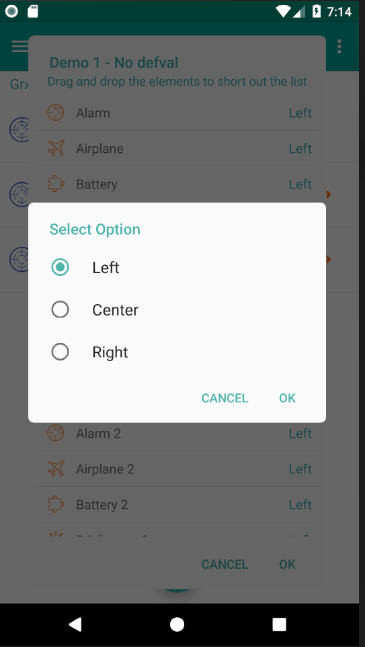 7:14
Demo 1 - No defval
Drag and drop the elements to short out the list
Alarm Left
Airplane Left
Battery Left
Select Option
Left
Center
Right
CANCEL OK
Alarm 2 Left
Airplane 2 Left
Battery 2 Left
CANCEL OK